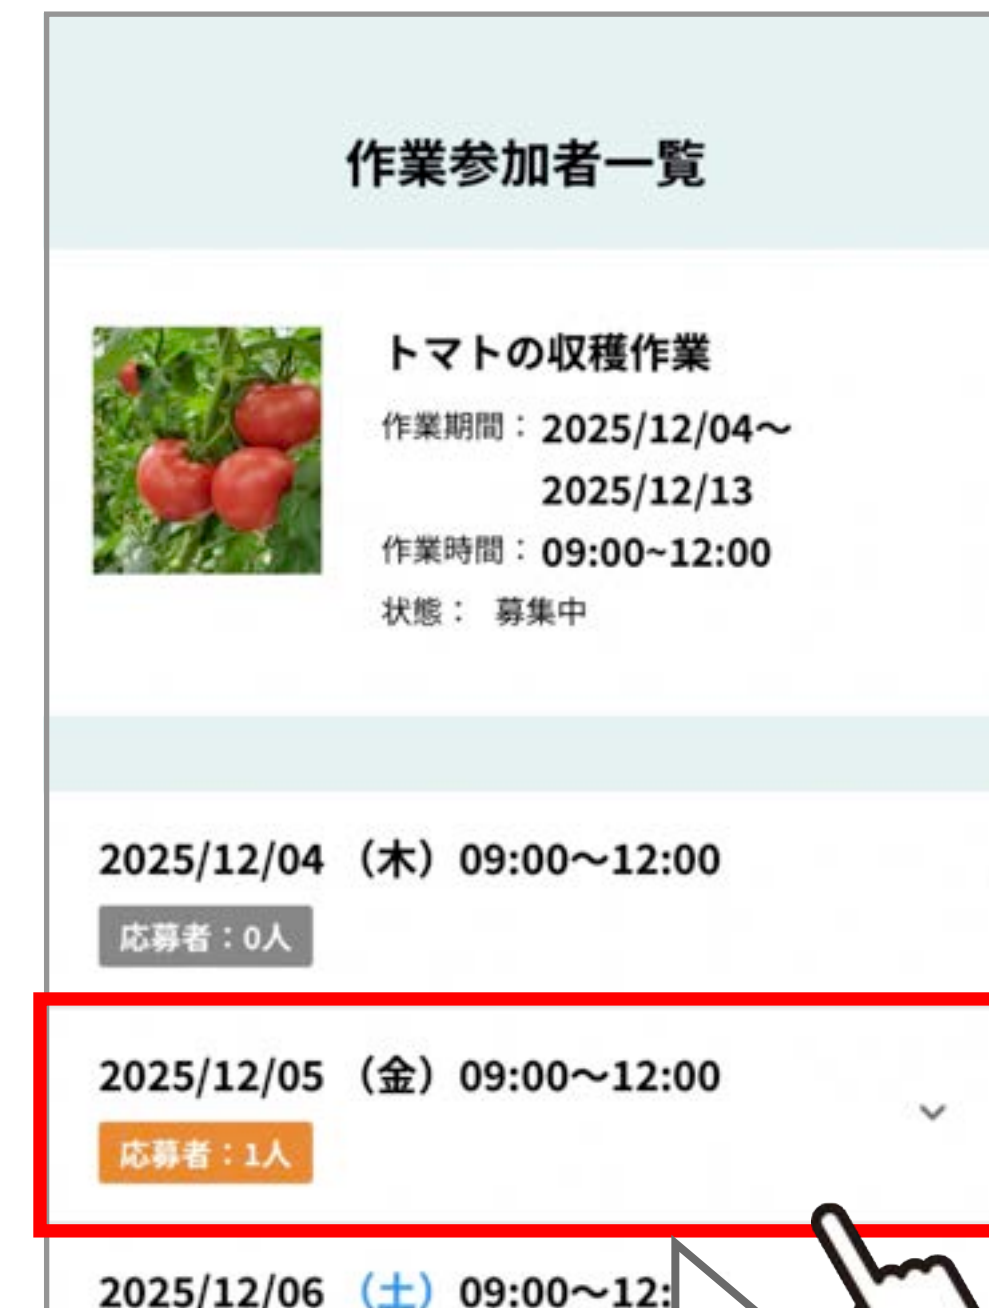 作業参加者一覧
トマトの収穫作業
作業期間： 2025/12/04～
2025/12/13
作業時間： 09:00~12:00
状態： 募集中
2025/12/04 （木） 09:00～12:00
応募者：0人
2025/12/05 （金） 09:00～12:00
応募者：1人
2025/12/06 （土） 09:00～12: